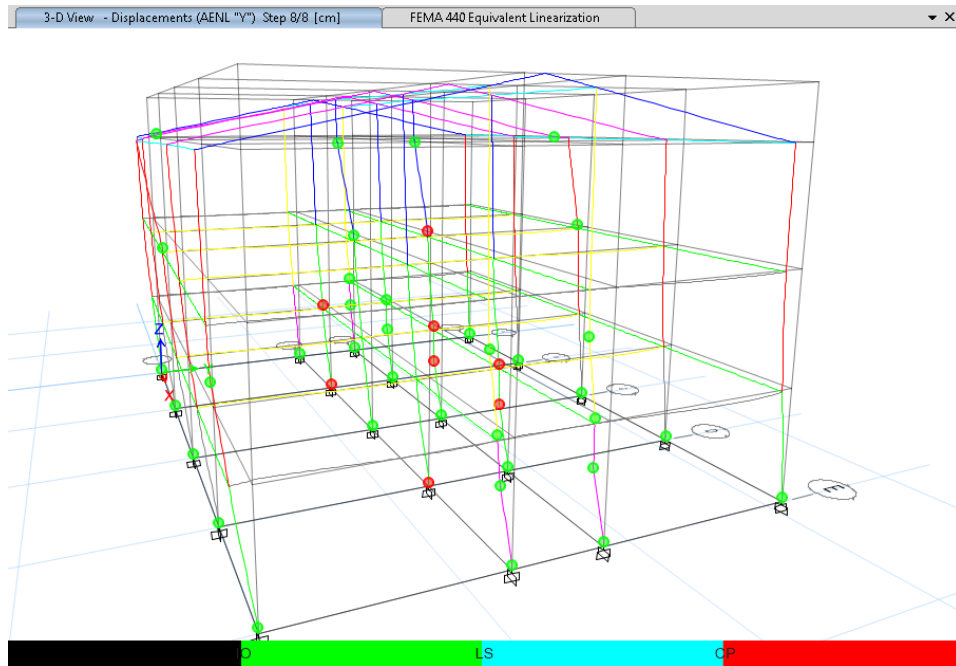 3-D View - Displacements (AENL "Y") Step 8/8 [cm]
FEMA 440 Equivalent Linearization
Z
X
E
IO
LS
CP